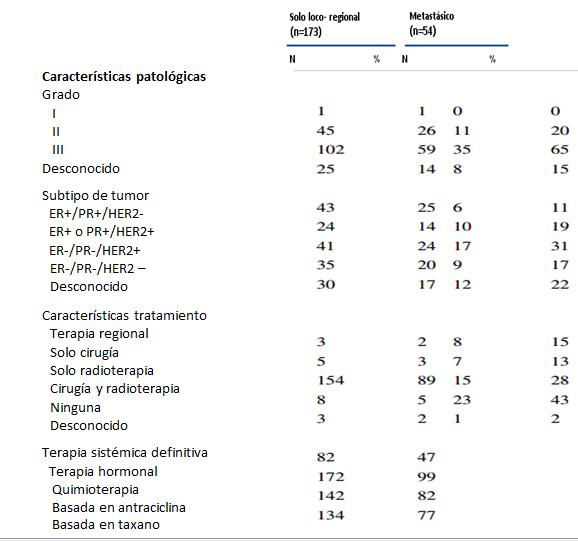 Solo loco- regional Metastásico
(n=173) (n=54)
N % N %
Características patológicas
Grado
I 1 1 0 0
II 45 26 11 20
III 102 59 35 65
Desconocido 25 14 8 15
Subtipo de tumor
ER+/PR+/HER2- 43 25 6 11
ER+ o PR+/HER2+ 24 14 10 19
ER-/PR-/HER2+ 41 24 17 31
ER-/PR-/HER2 – 35 20 9 17
Desconocido 30 17 12 22
Características tratamiento
Terapia regional
Solo cirugía 3 2 8 15
Solo radioterapia 5 3 7 13
Cirugía y radioterapia 154 89 15 28
Ninguna 8 5 23 43
Desconocido 3 2 1 2
Terapia sistémica definitiva
Terapia hormonal 82 47
Quimioterapia 172 99
Basada en antraciclina 142 82
Basada en taxano 134 77